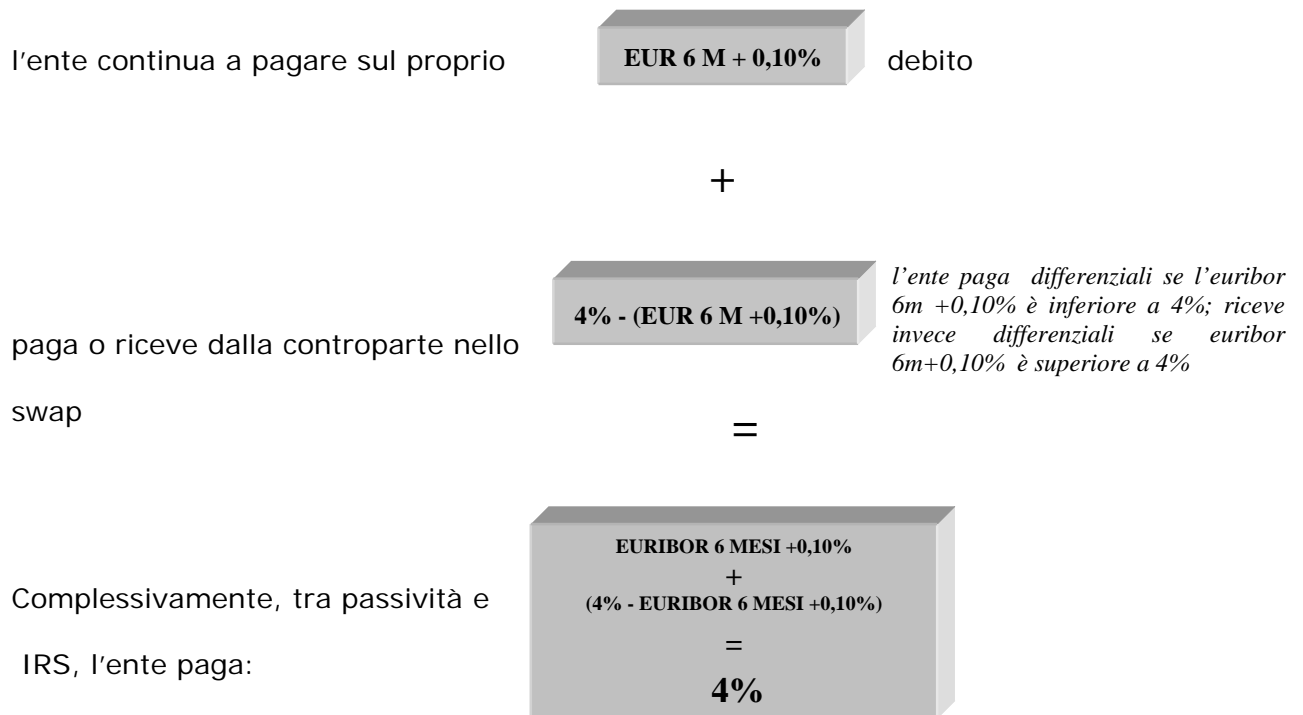 l'ente continua a pagare sul proprio EUR 6 M + 0,10% debito
+
4% - (EUR 6 M +0,10%)
l'ente paga differenziali se l'euribor
6m +0,10% è inferiore a 4%; riceve
invece differenziali se euribor
6m+0,10% è superiore a 4%
paga o riceve dalla controparte nello
swap
=
Complessivamente, tra passività e
IRS, l'ente paga:
EURIBOR 6 MESI +0,10%
+
(4% - EURIBOR 6 MESI +0,10%)
=
4%